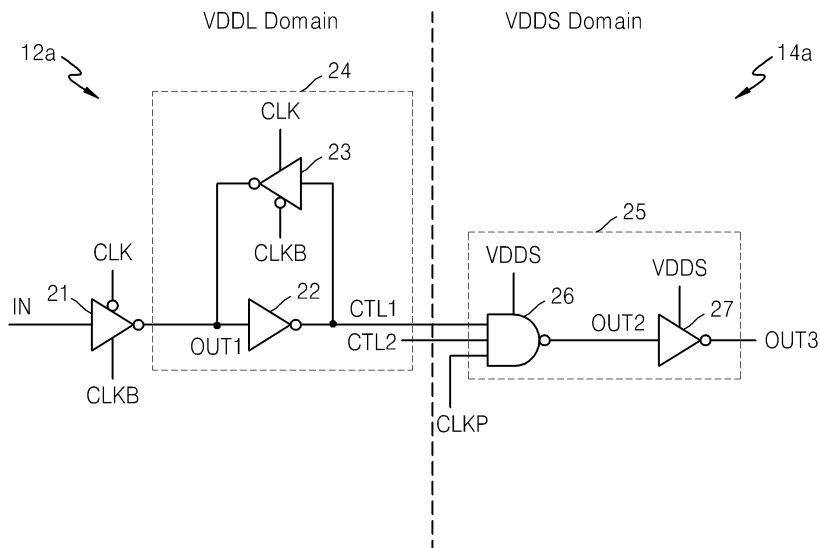 VDDL Domain
VDDS Domain
12a
24
14a
CLK
23
25
CLKB
VDDS
CLK
VDDS
22
26
27
IN
21
CTL1
OUT2
OUT1
CTL2
OUT3
CLKB
CLKP